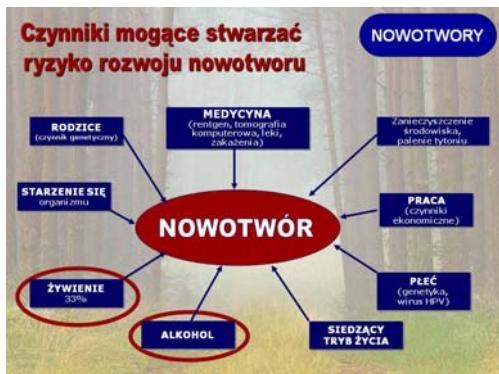 Czynniki mogące stwarzać
ryzyko rozwoju nowotworu
NOWOTWORY
RODZICE
(czynnik genetyczny)
MEDYCYNA
(rentgen, tomografia
komputerowa, leki,
zakażenia)
Zanieczyszczenie
środowiska,
palenie tytoniu
STARZENIE SIĘ
organizmu
NOWOTWÓR
PRACA
(czynniki
ekonomiczne)
ŻYWIENIE
33%
PŁEĆ
(genetyka,
wirus HPV)
ALKOHOL
SIEDZĄCY
TRYB ŻYCIA